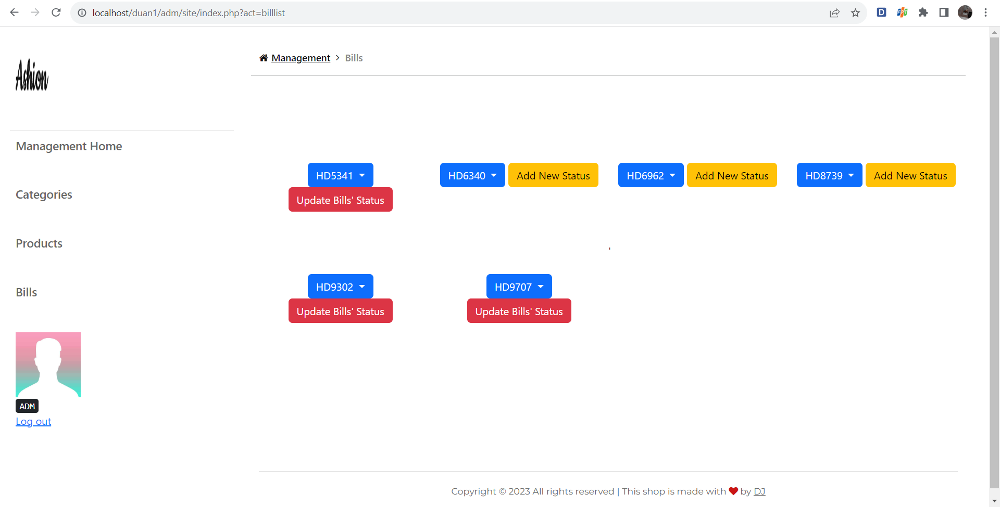 localhost/duan1/adm/site/index.php?act=billlist
D
FPT
Ashion
Management > Bills
Management Home
Categories
Products
Bills
ADM
Log out
HD5341
Update Bills' Status
HD6340 Add New Status
HD6962 Add New Status
HD8739 Add New Status
HD9302
Update Bills' Status
HD9707
Update Bills' Status
Copyright © 2023 All rights reserved | This shop is made with ❤ by DJ